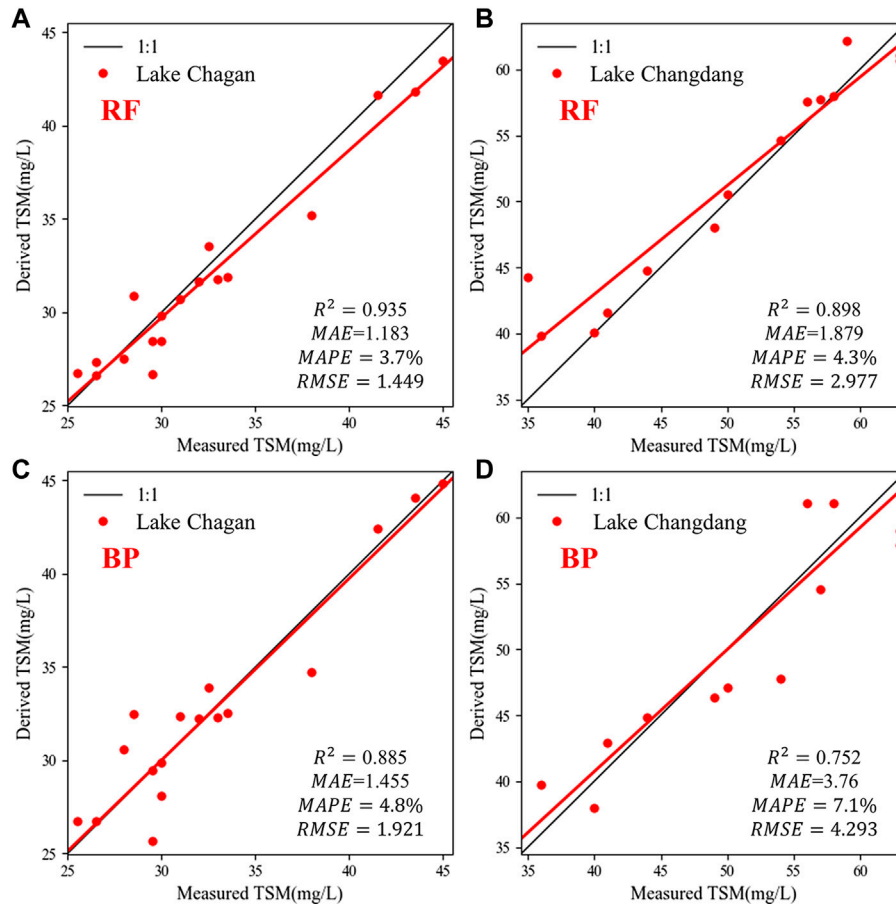 A
1:1
Lake Chagan
RF
45
40
35
30
25
Derived TSM(mg/L)
R² = 0.935
MAE=1.183
MAPE = 3.7%
RMSE = 1.449
25 30 35 40 45
Measured TSM(mg/L)
B
1:1
Lake Changdang
RF
60
55
50
45
40
35
Derived TSM(mg/L)
R² = 0.898
MAE=1.879
MAPE = 4.3%
RMSE = 2.977
35 40 45 50 55 60
Measured TSM(mg/L)
C
1:1
Lake Chagan
BP
45
40
35
30
25
Derived TSM(mg/L)
R² = 0.885
MAE=1.455
MAPE = 4.8%
RMSE = 1.921
25 30 35 40 45
Measured TSM(mg/L)
D
1:1
Lake Changdang
BP
60
55
50
45
40
35
Derived TSM(mg/L)
R² = 0.752
MAE=3.76
MAPE = 7.1%
RMSE = 4.293
35 40 45 50 55 60
Measured TSM(mg/L)